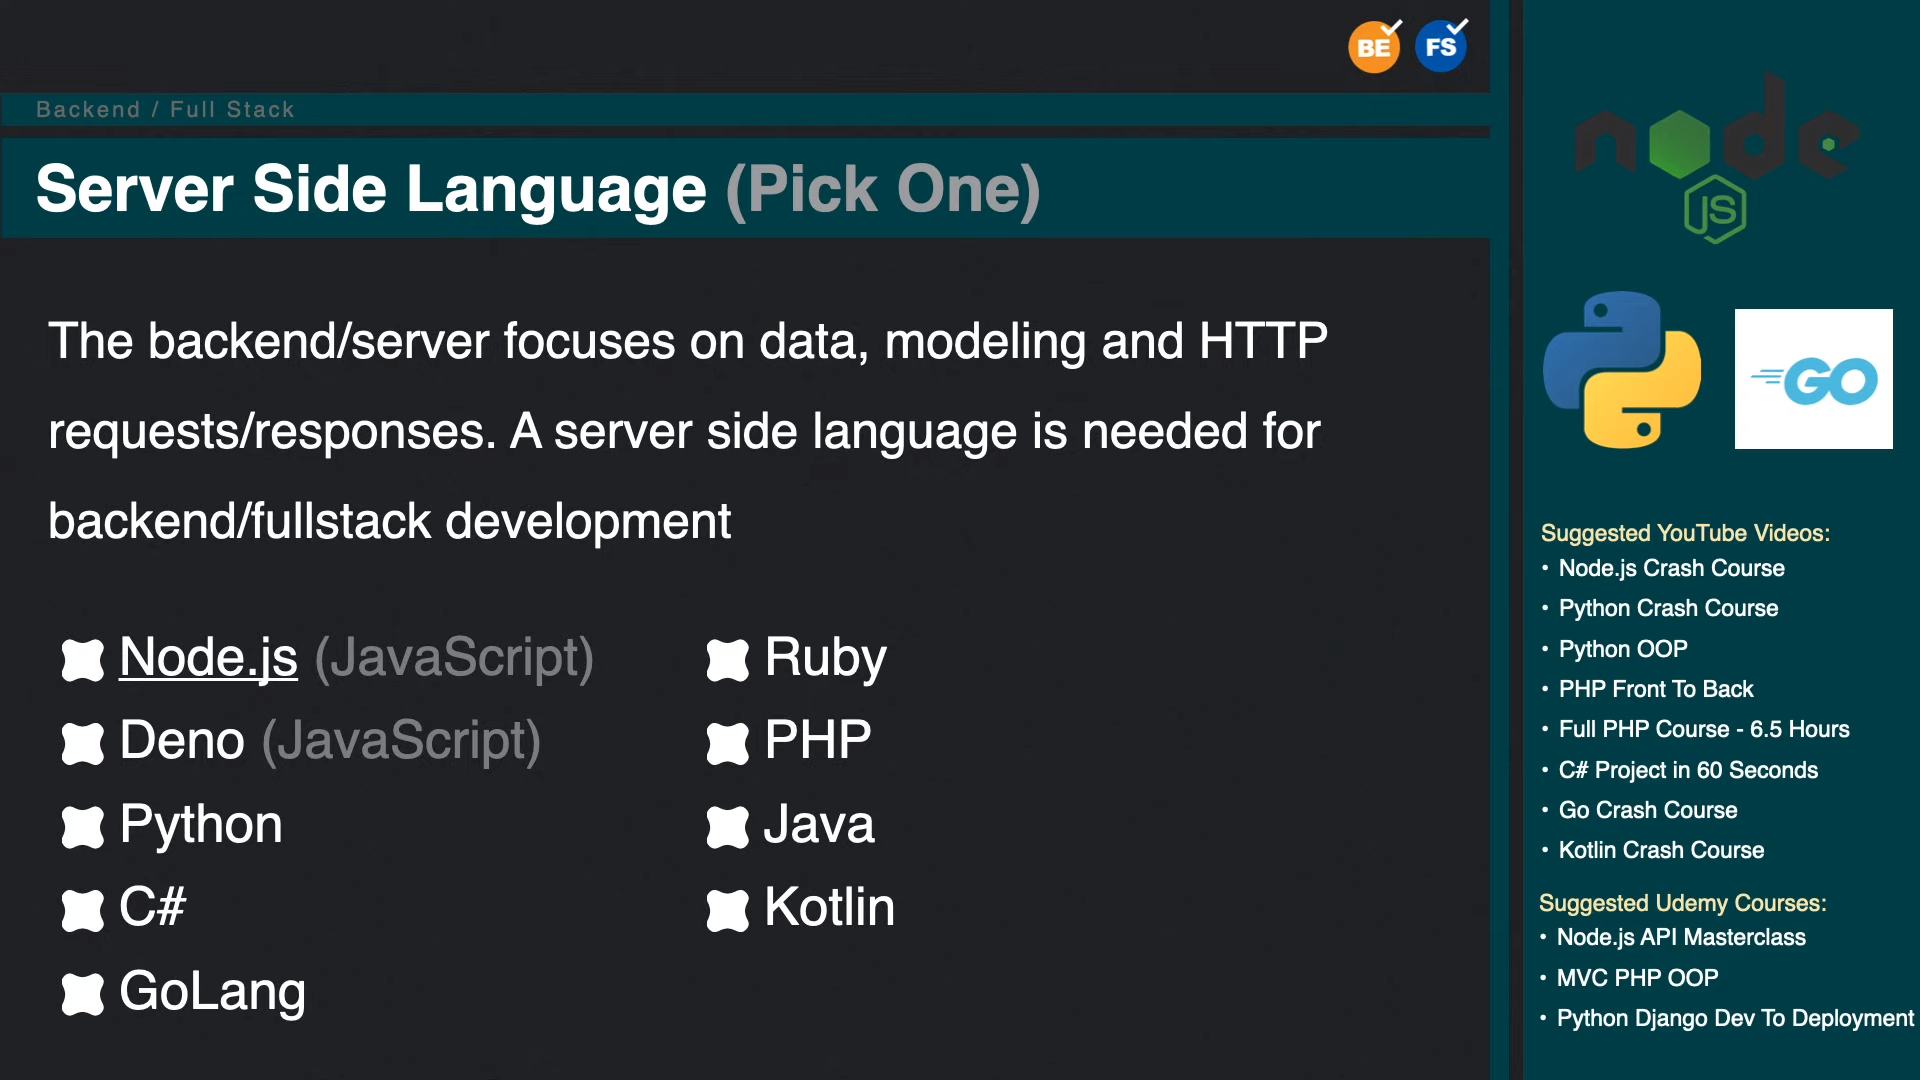 BE
FS
Backend / Full Stack
Server Side Language (Pick One)
The backend/server focuses on data, modeling and HTTP
requests/responses. A server side language is needed for
backend/fullstack development
Node.js (JavaScript)
Deno (JavaScript)
Python
C#
GoLang
Ruby
PHP
Java
Kotlin
node
JS
GO
Suggested YouTube Videos:
• Node.js Crash Course
• Python Crash Course
• Python OOP
• PHP Front To Back
• Full PHP Course - 6.5 Hours
• C# Project in 60 Seconds
• Go Crash Course
• Kotlin Crash Course
Suggested Udemy Courses:
• Node.js API Masterclass
• MVC PHP OOP
• Python Django Dev To Deployment